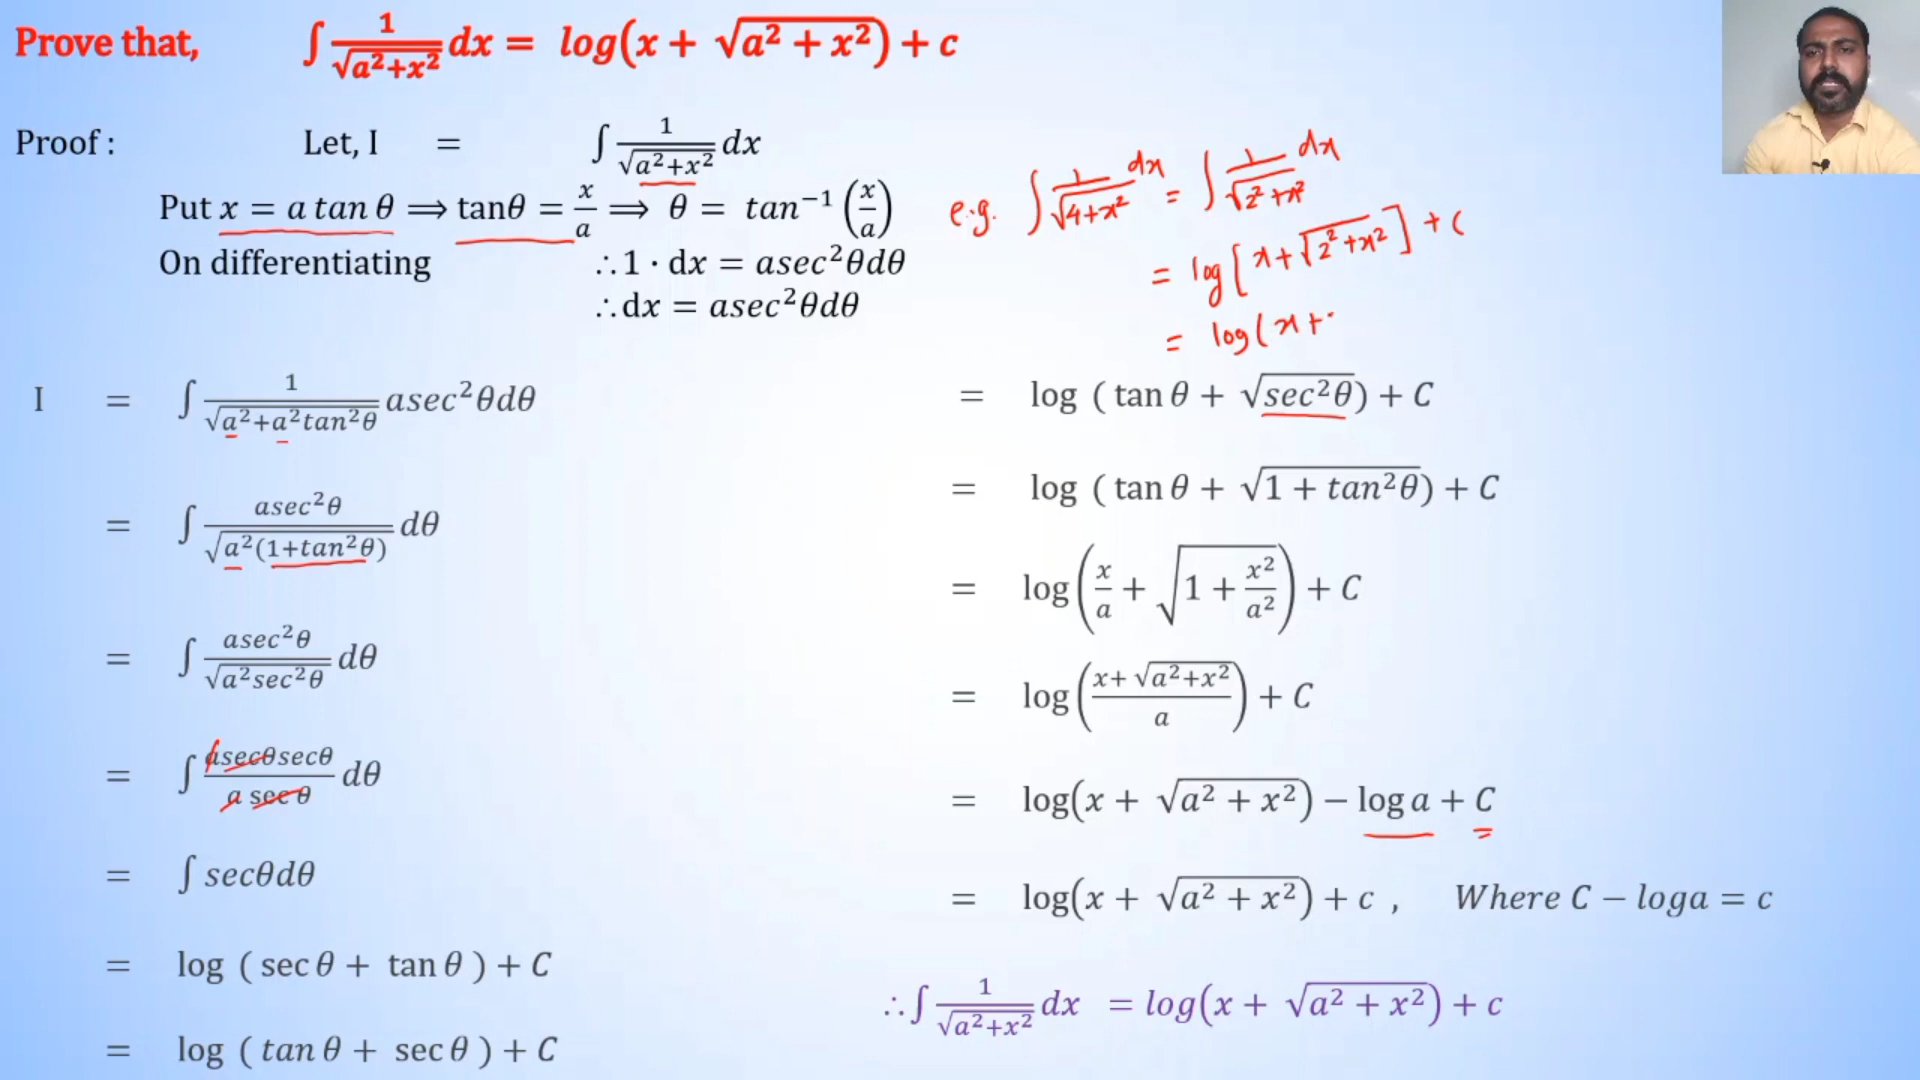 Prove that, ∫ 1/√(a²+x²) dx = log(x + √(a² + x²)) + c
Proof : Let, I = ∫ 1/√(a²+x²) dx
Put x = a tan θ ⟹ tanθ = x/a ⟹ θ = tan⁻¹(x/a)
On differentiating ∴ 1 · dx = asec²θdθ
∴ dx = asec²θdθ
e.g. ∫ 1/√(4+x²) dx = ∫ 1/√(2²+x²) dx
= log[x+√(2²+x²)] + c
= log(x+
I = ∫ 1/√(a²+a²tan²θ) asec²θdθ
= ∫ asec²θ/√(a²(1+tan²θ)) dθ
= ∫ asec²θ/√(a²sec²θ) dθ
= ∫ asecθsecθ/a sec θ dθ
= ∫ secθdθ
= log ( sec θ + tan θ ) + C
= log ( tan θ + sec θ ) + C
= log ( tan θ + √(sec²θ)) + C
= log ( tan θ + √(1 + tan²θ)) + C
= log(x/a + √(1 + x²/a²)) + C
= log((x+ √(a²+x²))/a) + C
= log(x + √(a² + x²)) − log a + C
= log(x + √(a² + x²)) + c , Where C − loga = c
∴ ∫ 1/√(a²+x²) dx = log(x + √(a² + x²)) + c